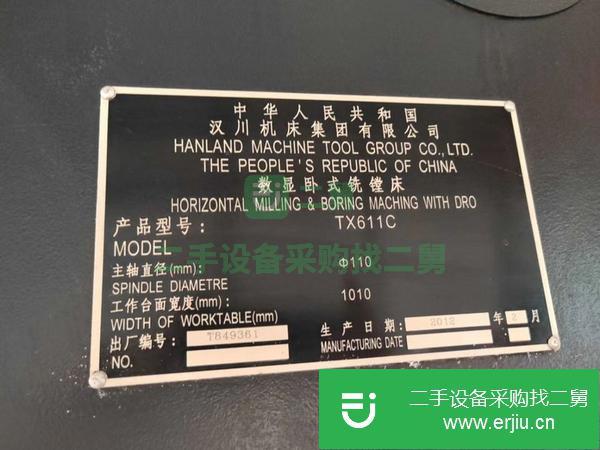 中华人民共和国
汉川机床集团有限公司
HANLAND MACHINE TOOL GROUP CO.,LTD.
THE PEOPLE'S REPUBLIC OF CHINA
数显卧式铣镗床
HORIZONTAL MILLING & BORING MACHING WITH DRO
产品型号: TX611C
MODEL
主轴直径(mm): Φ110
SPINDLE DIAMETRE
工作台面宽度(mm): 1010
WIDTH OF WORKTABLE(mm)
出厂编号: T649361
NO.
生产日期: 2012 年 2 月
MANUFACTURING DATE
二舅
二手设备采购找二舅
二手设备采购找二舅
www.erjiu.cn